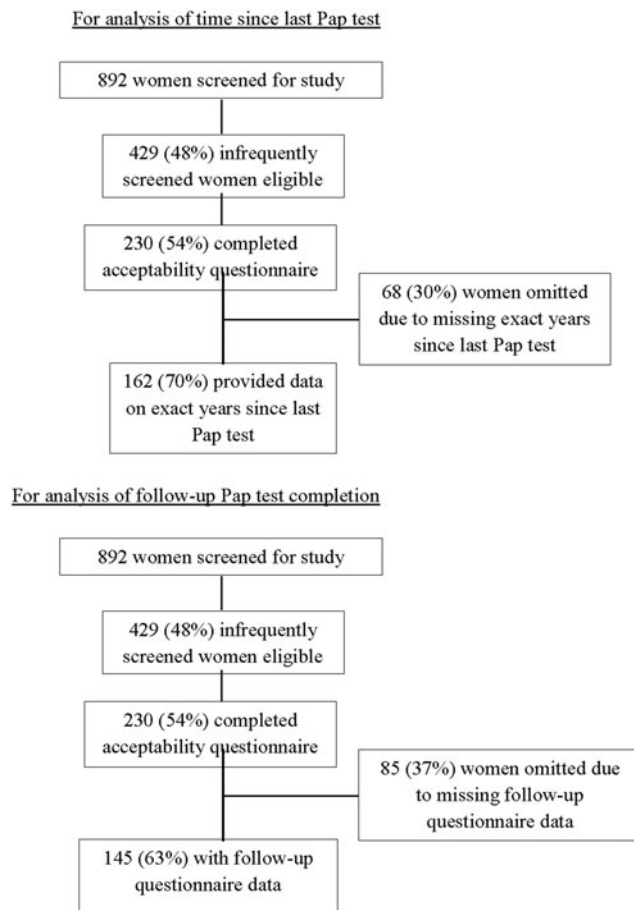 For analysis of time since last Pap test
892 women screened for study
429 (48%) infrequently
screened women eligible
230 (54%) completed
acceptability questionnaire
68 (30%) women omitted
due to missing exact years
since last Pap test
162 (70%) provided data
on exact years since last
Pap test
For analysis of follow-up Pap test completion
892 women screened for study
429 (48%) infrequently
screened women eligible
230 (54%) completed
acceptability questionnaire
85 (37%) women omitted due
to missing follow-up
questionnaire data
145 (63%) with follow-up
questionnaire data